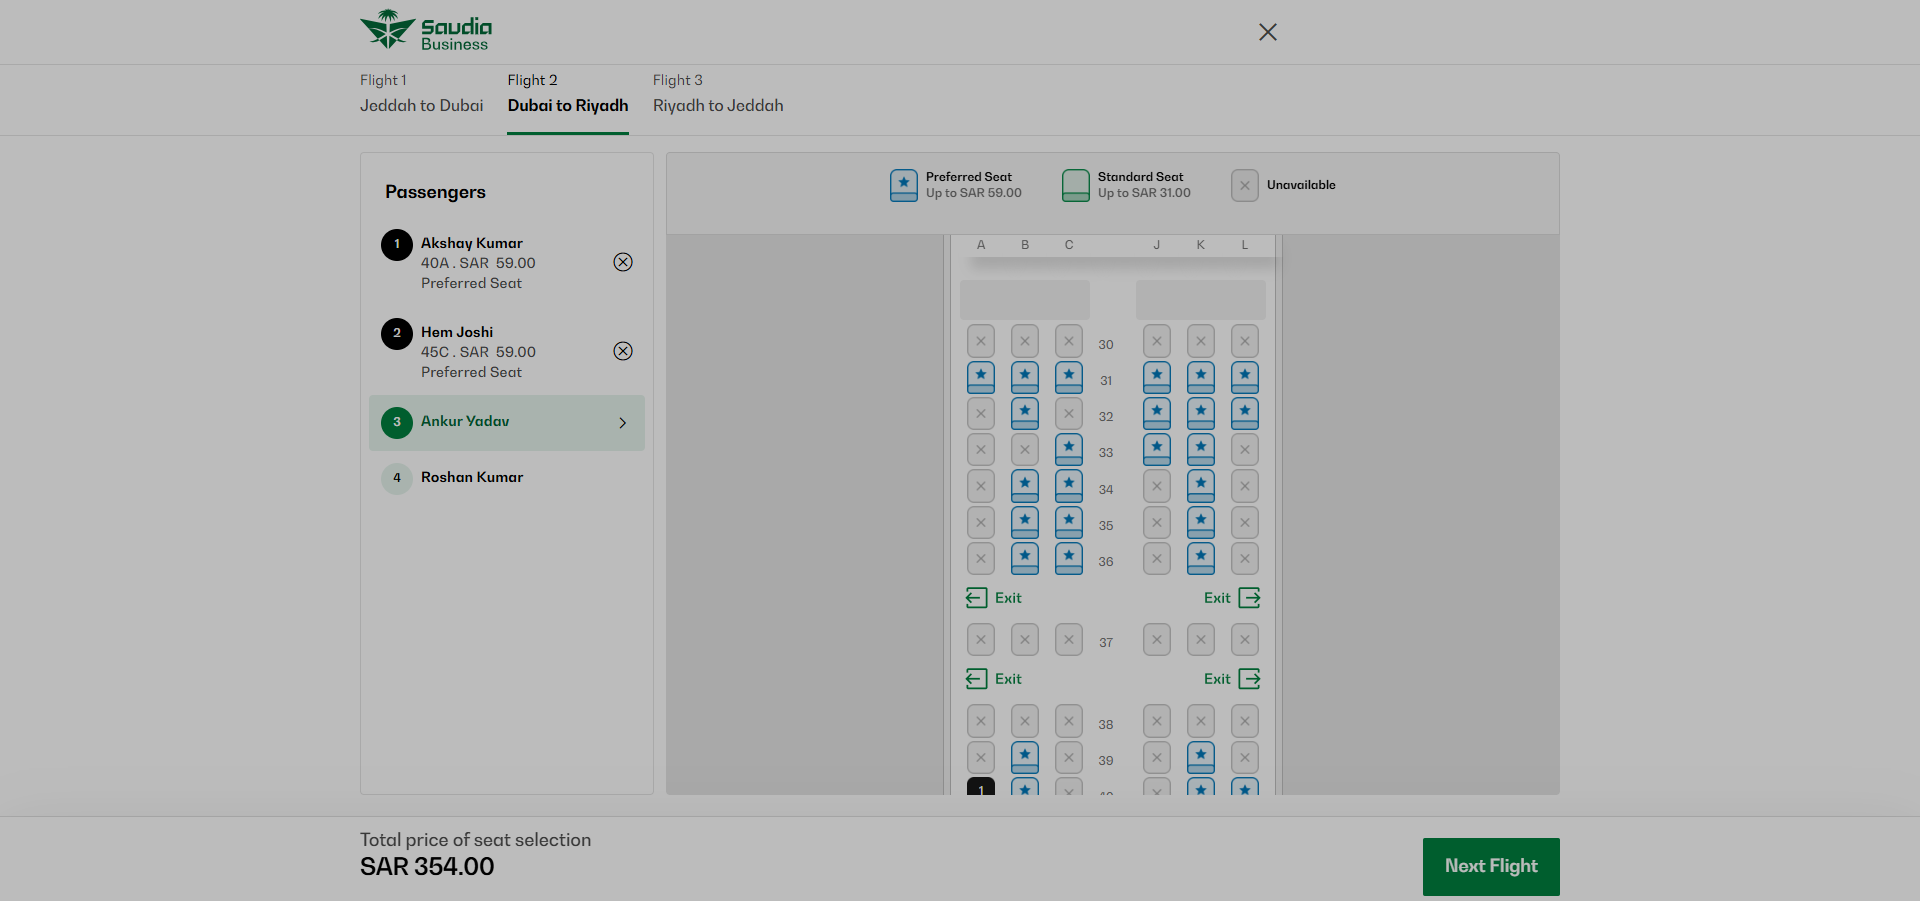 Saudia
Business
Flight 1
Jeddah to Dubai
Flight 2
Dubai to Riyadh
Flight 3
Riyadh to Jeddah
Passengers
1
Akshay Kumar
40A . SAR 59.00
Preferred Seat
2
Hem Joshi
45C . SAR 59.00
Preferred Seat
3
Ankur Yadav
4
Roshan Kumar
Preferred Seat
Up to SAR 59.00
Standard Seat
Up to SAR 31.00
Unavailable
A B C J K L
30
31
32
33
34
35
36
Exit Exit
37
Exit Exit
38
39
1
Total price of seat selection
SAR 354.00
Next Flight